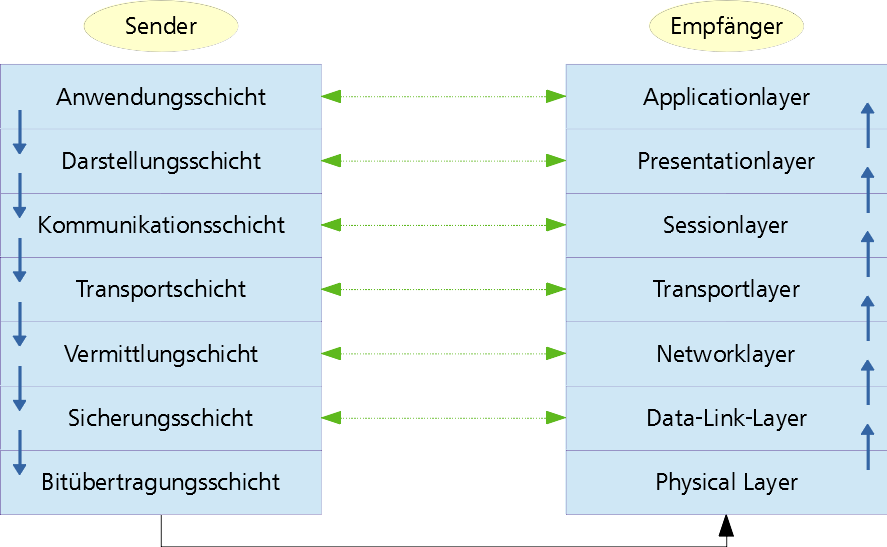 Sender
Empfänger
Anwendungsschicht
Applicationlayer
Darstellungsschicht
Presentationlayer
Kommunikationsschicht
Sessionlayer
Transportschicht
Transportlayer
Vermittlungschicht
Networklayer
Sicherungsschicht
Data-Link-Layer
Bitübertragungsschicht
Physical Layer